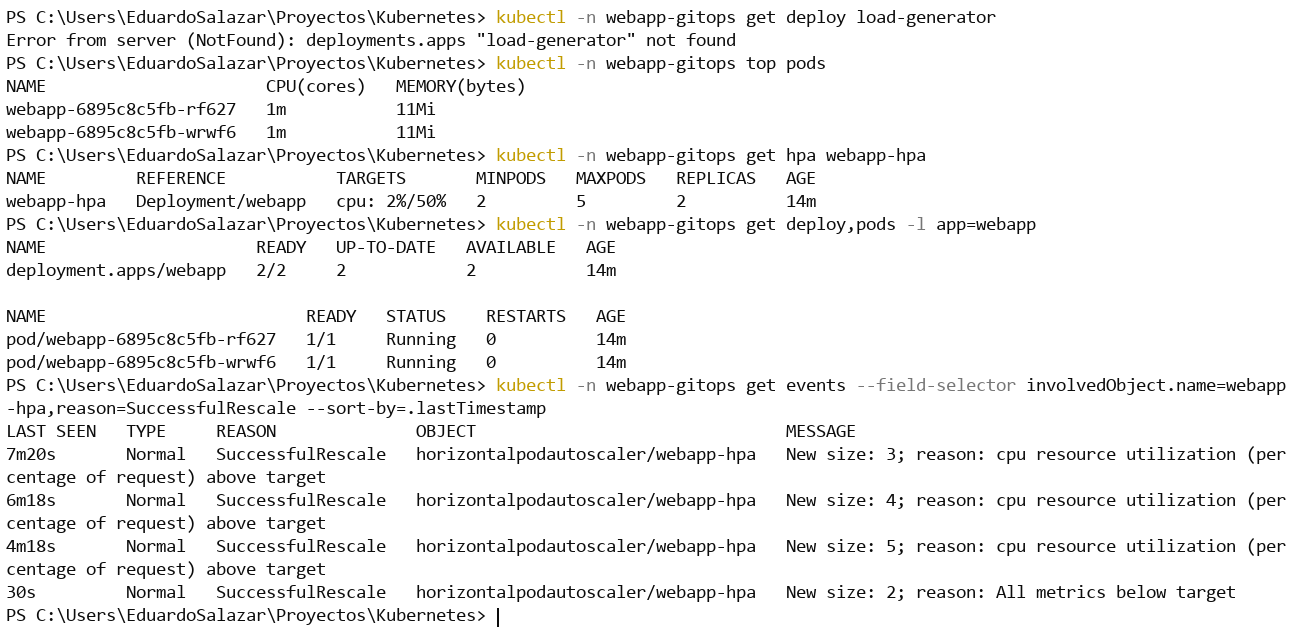 PS C:\Users\EduardoSalazar\Proyectos\Kubernetes> kubectl -n webapp-gitops get deploy load-generator
Error from server (NotFound): deployments.apps "load-generator" not found
PS C:\Users\EduardoSalazar\Proyectos\Kubernetes> kubectl -n webapp-gitops top pods
NAME                      CPU(cores)   MEMORY(bytes)
webapp-6895c8c5fb-rf627   1m           11Mi
webapp-6895c8c5fb-wrwf6   1m           11Mi
PS C:\Users\EduardoSalazar\Proyectos\Kubernetes> kubectl -n webapp-gitops get hpa webapp-hpa
NAME         REFERENCE           TARGETS       MINPODS   MAXPODS   REPLICAS   AGE
webapp-hpa   Deployment/webapp   cpu: 2%/50%   2         5         2          14m
PS C:\Users\EduardoSalazar\Proyectos\Kubernetes> kubectl -n webapp-gitops get deploy,pods -l app=webapp
NAME                     READY   UP-TO-DATE   AVAILABLE   AGE
deployment.apps/webapp   2/2     2            2           14m

NAME                          READY   STATUS    RESTARTS   AGE
pod/webapp-6895c8c5fb-rf627   1/1     Running   0          14m
pod/webapp-6895c8c5fb-wrwf6   1/1     Running   0          14m
PS C:\Users\EduardoSalazar\Proyectos\Kubernetes> kubectl -n webapp-gitops get events --field-selector involvedObject.name=webapp
-hpa,reason=SuccessfulRescale --sort-by=.lastTimestamp
LAST SEEN   TYPE     REASON              OBJECT                               MESSAGE
7m20s       Normal   SuccessfulRescale   horizontalpodautoscaler/webapp-hpa   New size: 3; reason: cpu resource utilization (per
centage of request) above target
6m18s       Normal   SuccessfulRescale   horizontalpodautoscaler/webapp-hpa   New size: 4; reason: cpu resource utilization (per
centage of request) above target
4m18s       Normal   SuccessfulRescale   horizontalpodautoscaler/webapp-hpa   New size: 5; reason: cpu resource utilization (per
centage of request) above target
30s         Normal   SuccessfulRescale   horizontalpodautoscaler/webapp-hpa   New size: 2; reason: All metrics below target
PS C:\Users\EduardoSalazar\Proyectos\Kubernetes>